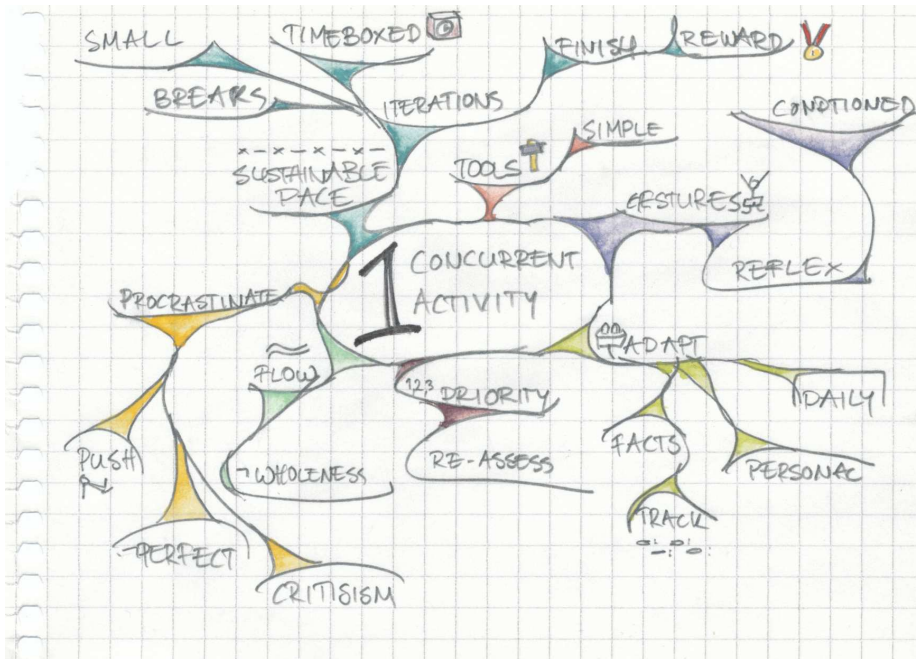 SMALL
TIMEBOXED
FINISH
REWARD
BREAKS
ITERATIONS
CONDTIONED
SIMPLE
TOOLS
SUSTAINABLE
PACE
GESTURES
REFLEX
1 CONCURRENT
ACTIVITY
PROCRASTINATE
FLOW
ADAPT
123 PRIORITY
DAILY
PUSH
FACTS
RE-ASSESS
PERSONAL
¬WHOLENESS
TRACK
¬PERFECT
CRITISISM